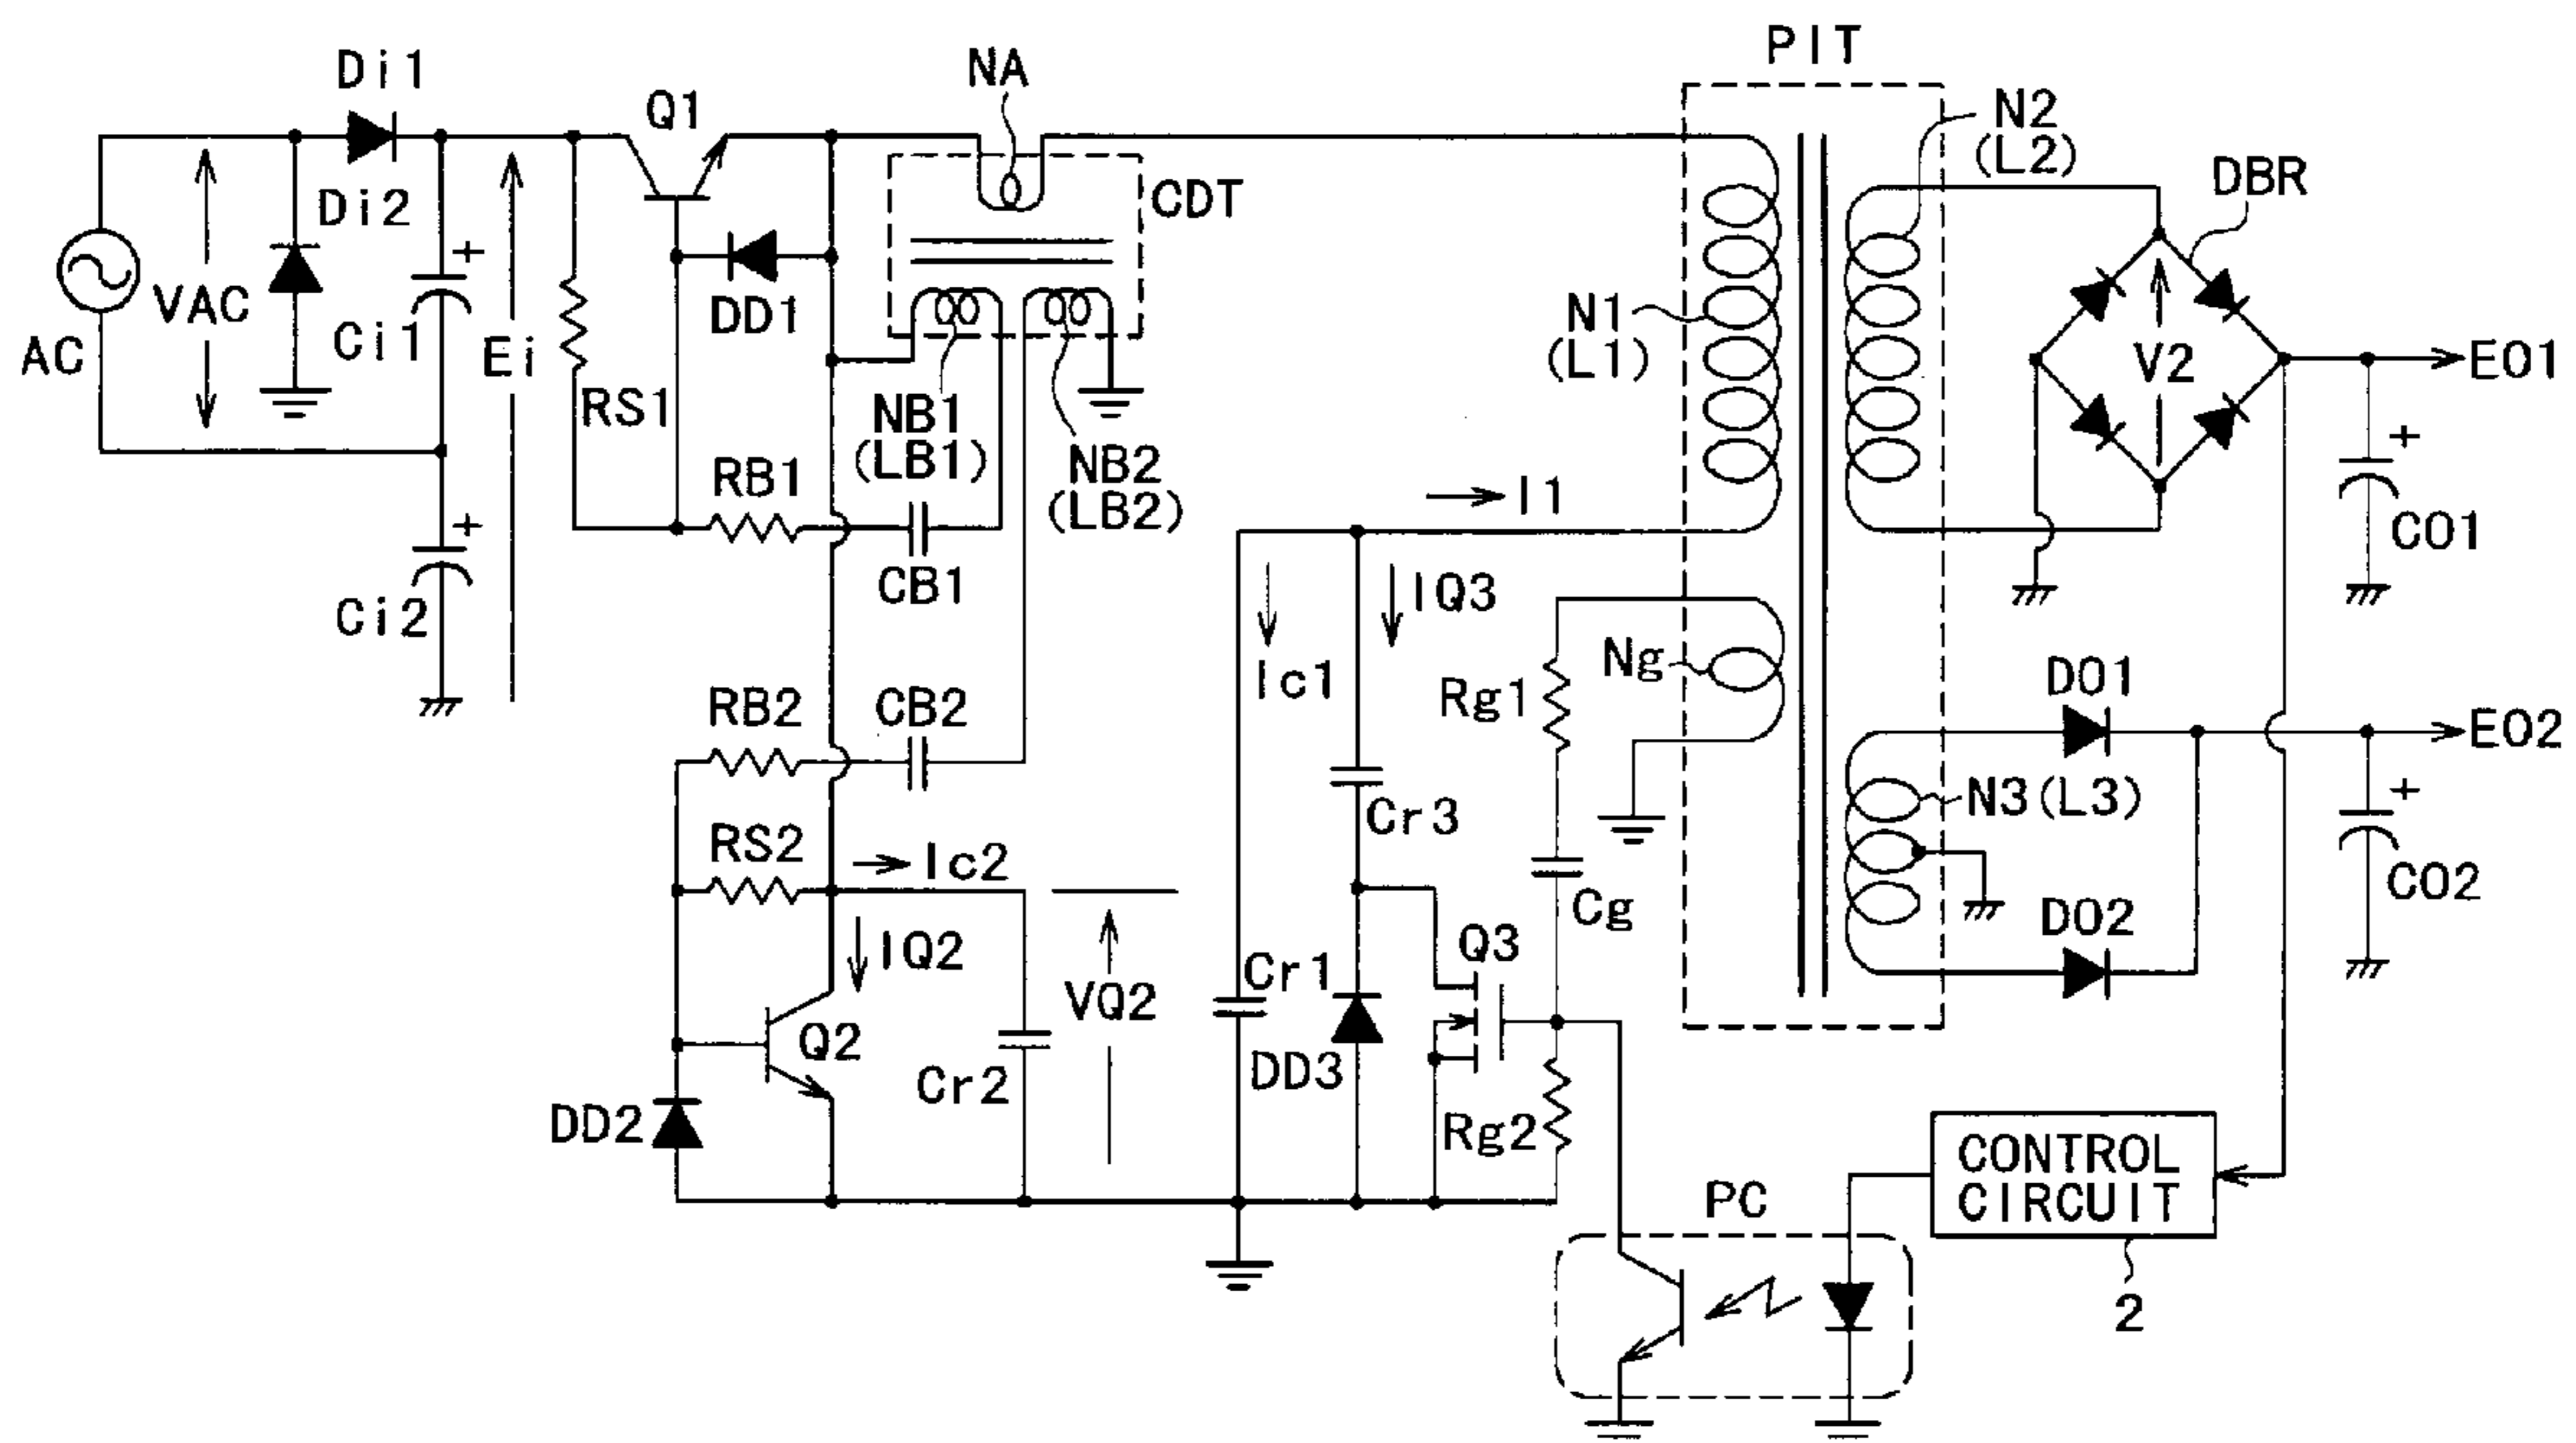 PIT
Di1
NA
Q1
N2
(L2)
DBR
CDT
Di2
VAC
DD1
Ci1
Ei
AC
N1
(L1)
V2
EO1
RS1
NB1
(LB1)
NB2
(LB2)
RB1
I1
CO1
CB1
Ci2
IQ3
Ic1
Ng
Rg1
DO1
RB2
CB2
EO2
N3(L3)
Cr3
RS2
Ic2
Cg
CO2
DO2
IQ2
VQ2
Cr1
Q3
Q2
Cr2
DD3
DD2
Rg2
CONTROL
CIRCUIT
PC
2
+
+
+
+